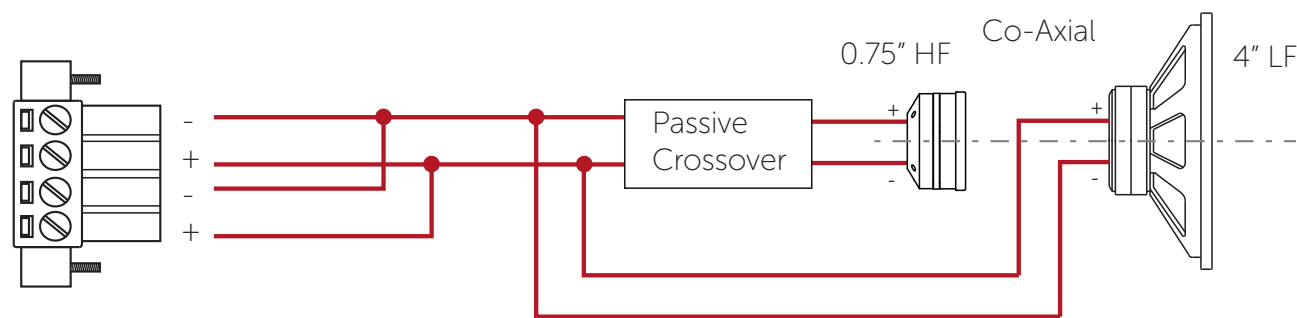 Co-Axial
0.75” HF
4” LF
-
+
-
+
Passive
Crossover
+
-
+
-